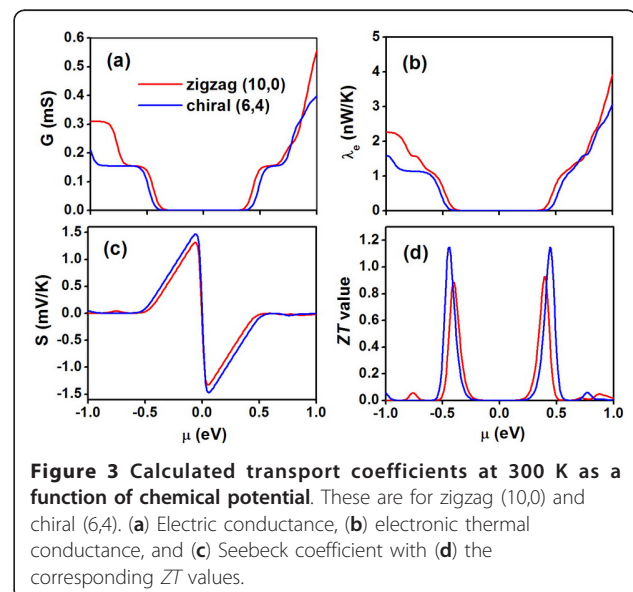 (a)
zigzag (10,0)
chiral (6,4)
G (mS)
0.6
0.5
0.4
0.3
0.2
0.1
0.0
(b)
λe (nW/K)
5
4
3
2
1
0
(c)
S (mV/K)
1.5
1.0
0.5
0.0
-0.5
-1.0
-1.5
-1.0 -0.5 0.0 0.5 1.0
μ (eV)
(d)
ZT value
1.2
1.0
0.8
0.6
0.4
0.2
0.0
-1.0 -0.5 0.0 0.5 1.0
μ (eV)
Figure 3 Calculated transport coefficients at 300 K as a
function of chemical potential. These are for zigzag (10,0) and
chiral (6,4). (a) Electric conductance, (b) electronic thermal
conductance, and (c) Seebeck coefficient with (d) the
corresponding ZT values.